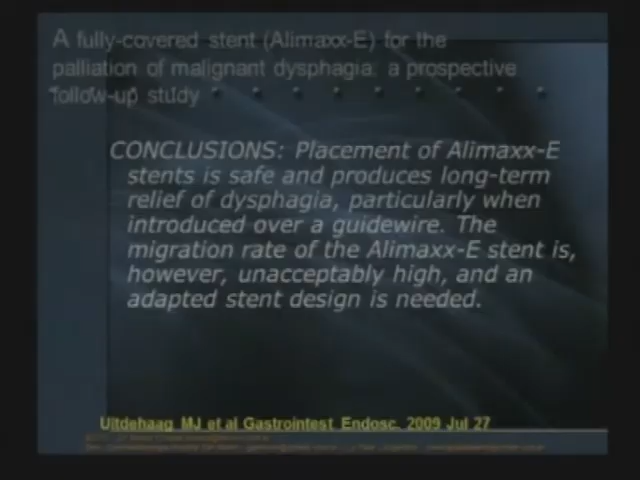 A fully-covered stent (Alimaxx-E) for the
palliation of malignant dysphagia: a prospective
follow-up study
CONCLUSIONS: Placement of Alimaxx-E
stents is safe and produces long-term
relief of dysphagia, particularly when
introduced over a guidewire. The
migration rate of the Alimaxx-E stent is,
however, unacceptably high, and an
adapted stent design is needed.
Uitdehaag MJ et al Gastrointest Endosc. 2009 Jul 27